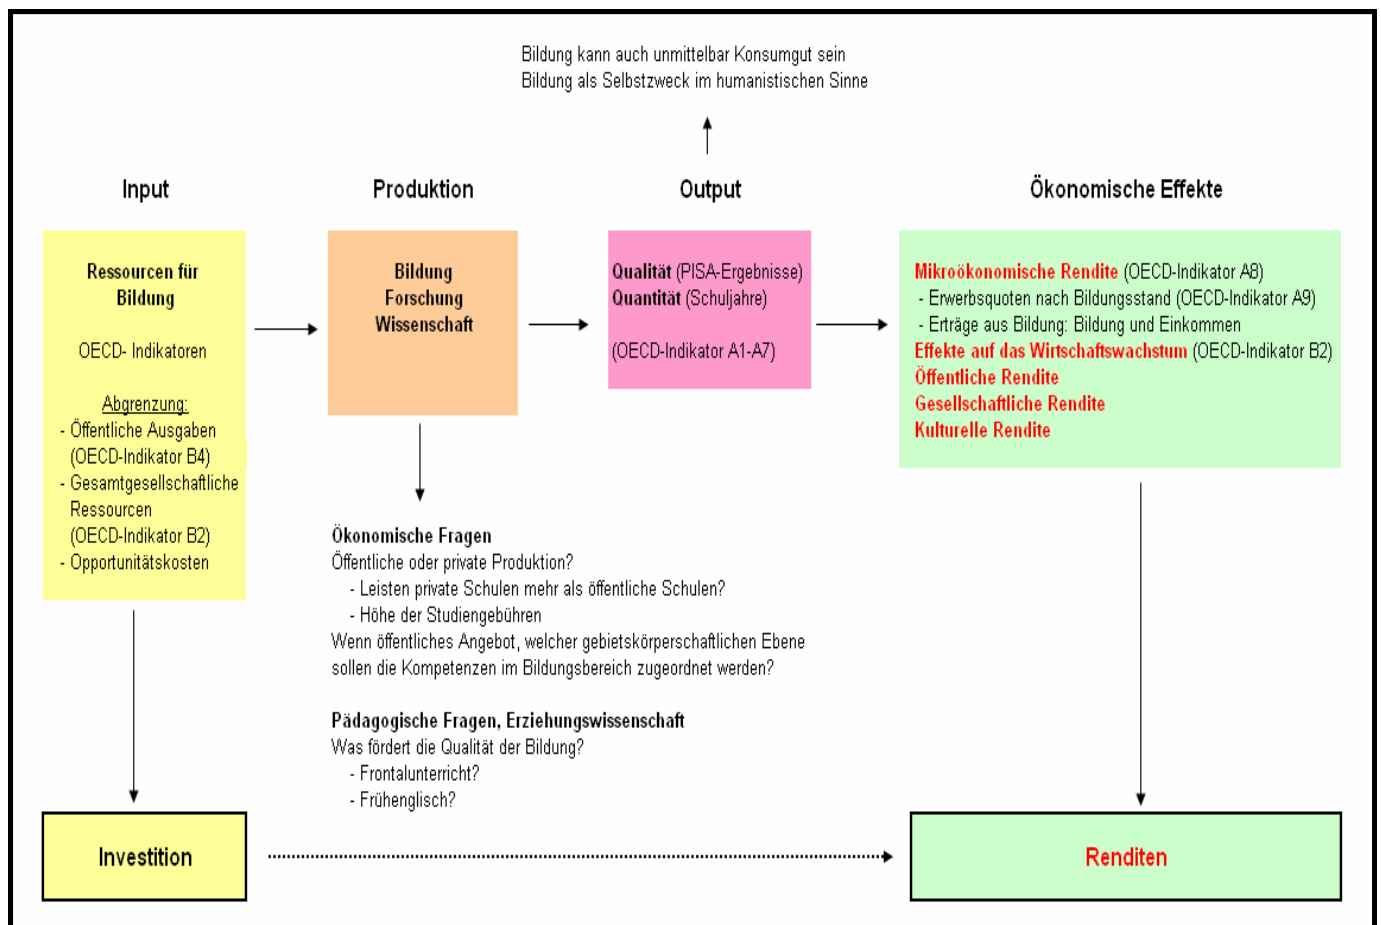 Bildung kann auch unmittelbar Konsumgut sein
Bildung als Selbstzweck im humanistischen Sinne
Input
Produktion
Output
Ökonomische Effekte
Ressourcen für
Bildung
OECD- Indikatoren
Abgrenzung:
- Öffentliche Ausgaben
(OECD-Indikator B4)
- Gesamtgesellschaftliche
Ressourcen
(OECD-Indikator B2)
- Opportunitätskosten
Bildung
Forschung
Wissenschaft
Qualität (PISA-Ergebnisse)
Quantität (Schuljahre)
(OECD-Indikator A1-A7)
Mikroökonomische Rendite (OECD-Indikator A8)
- Erwerbsquoten nach Bildungsstand (OECD-Indikator A9)
- Erträge aus Bildung: Bildung und Einkommen
Effekte auf das Wirtschaftswachstum (OECD-Indikator B2)
Öffentliche Rendite
Gesellschaftliche Rendite
Kulturelle Rendite
Ökonomische Fragen
Öffentliche oder private Produktion?
- Leisten private Schulen mehr als öffentliche Schulen?
- Höhe der Studiengebühren
Wenn öffentliches Angebot, welcher gebietskörperschaftlichen Ebene
sollen die Kompetenzen im Bildungsbereich zugeordnet werden?
Pädagogische Fragen, Erziehungswissenschaft
Was fördert die Qualität der Bildung?
- Frontalunterricht?
- Frühenglisch?
Investition
Renditen